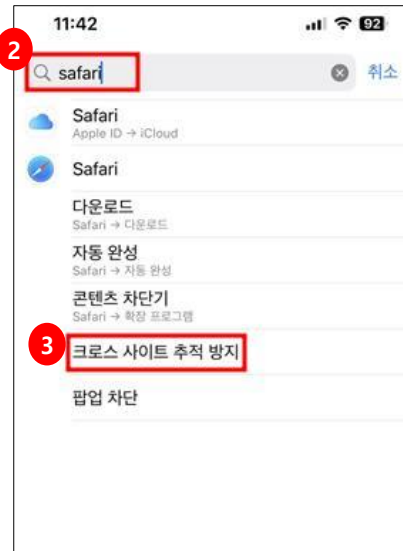 11:42
92
2
safari
취소
Safari
Apple ID → iCloud
Safari
다운로드
Safari → 다운로드
자동 완성
Safari → 자동 완성
콘텐츠 차단기
Safari → 확장 프로그램
3
크로스 사이트 추적 방지
팝업 차단